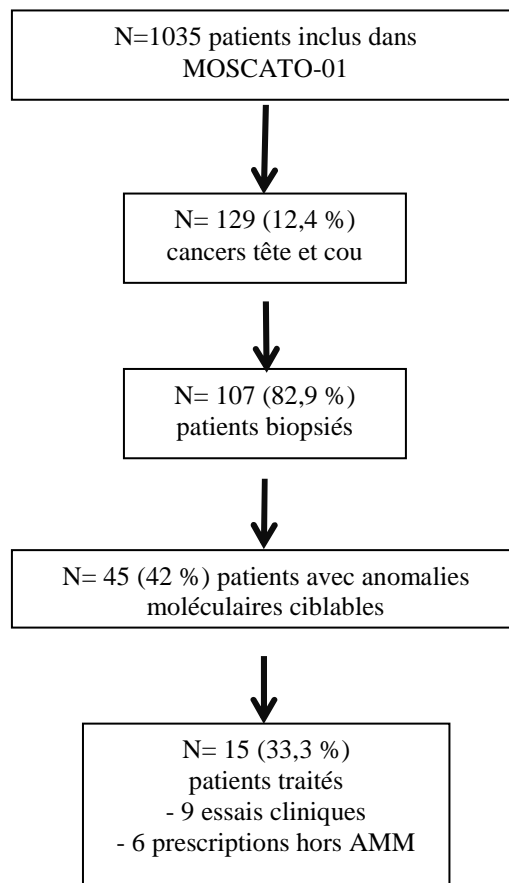 N=1035 patients inclus dans
MOSCATO-01
N= 129 (12,4 %)
cancers tête et cou
N= 107 (82,9 %)
patients biopsiés
N= 45 (42 %) patients avec anomalies
moléculaires ciblables
N= 15 (33,3 %)
patients traités
- 9 essais cliniques
- 6 prescriptions hors AMM